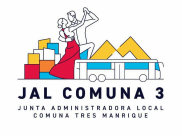 JAL COMUNA 3
JUNTA ADMINISTRADORA LOCAL
COMUNA TRES MANRIQUE